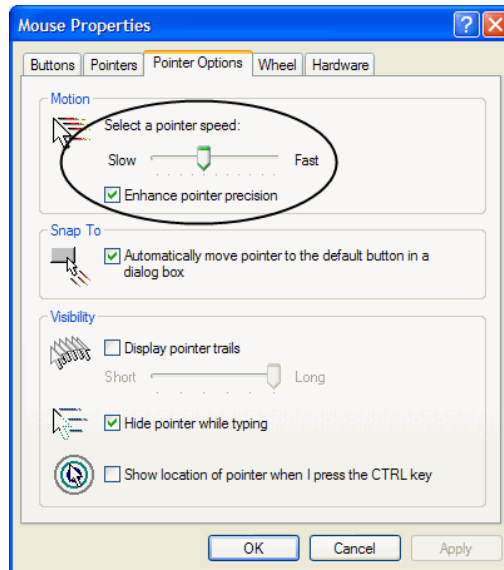 Mouse Properties
Buttons Pointers Pointer Options Wheel Hardware
Motion
Select a pointer speed:
Slow Fast
Enhance pointer precision
Snap To
Automatically move pointer to the default button in a
dialog box
Visibility
Display pointer trails
Short Long
Hide pointer while typing
Show location of pointer when I press the CTRL key
OK Cancel Apply